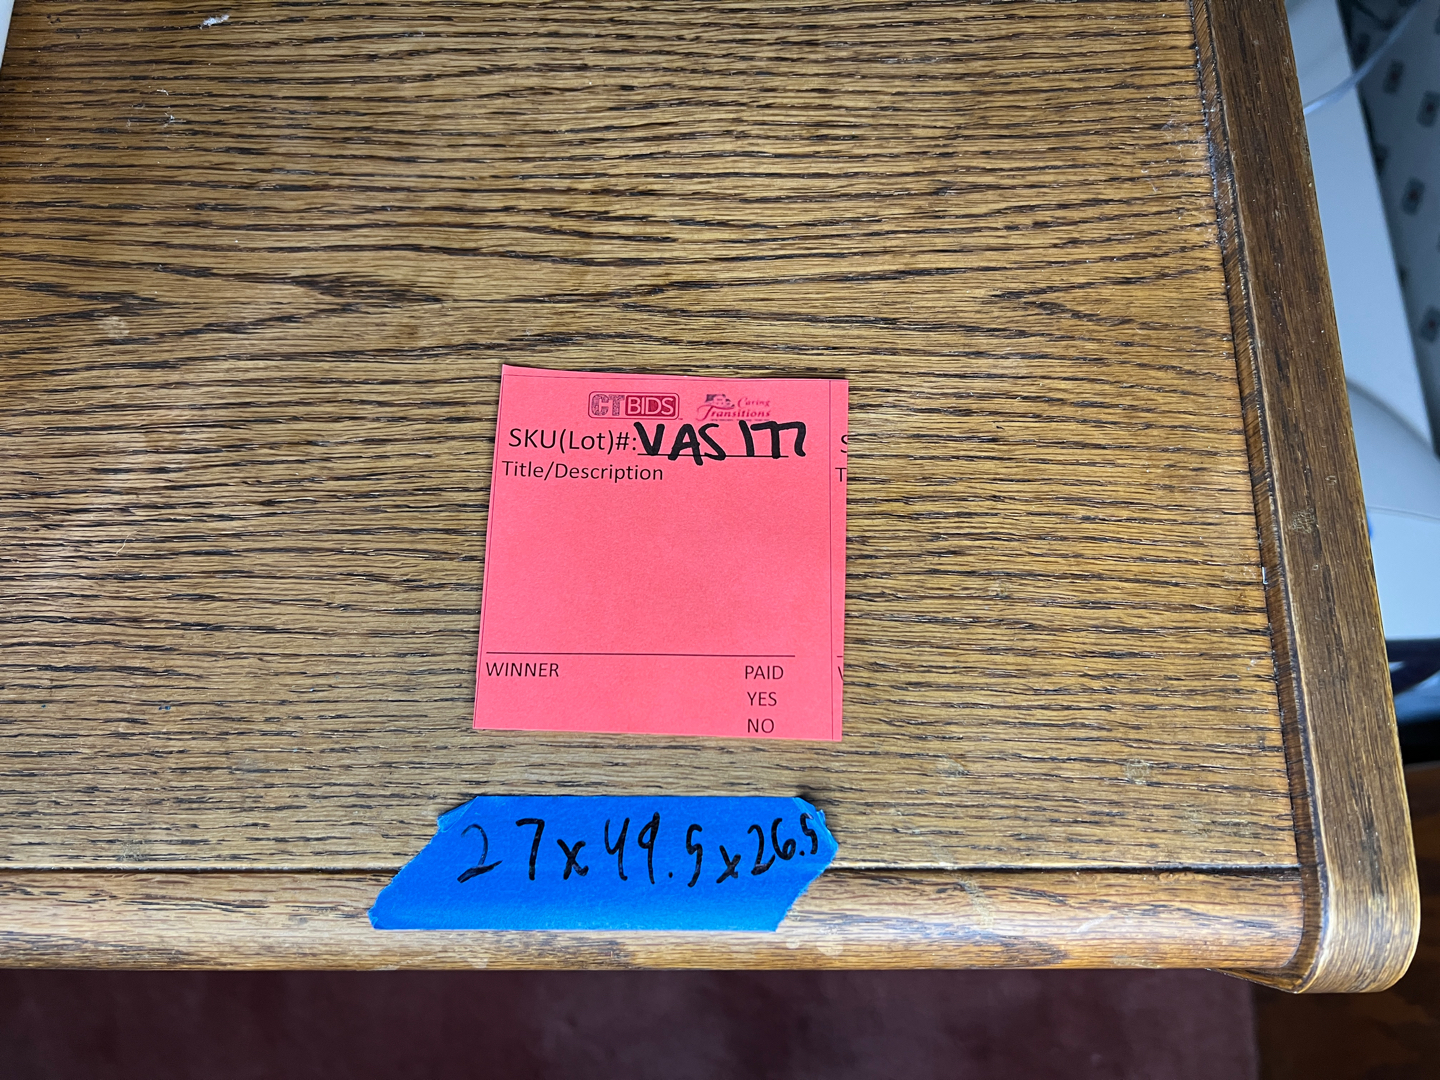 CTBIDS Caring Transitions
SKU(Lot)#: VAS 177
Title/Description
WINNER PAID
YES
NO
27x49.5x26.5